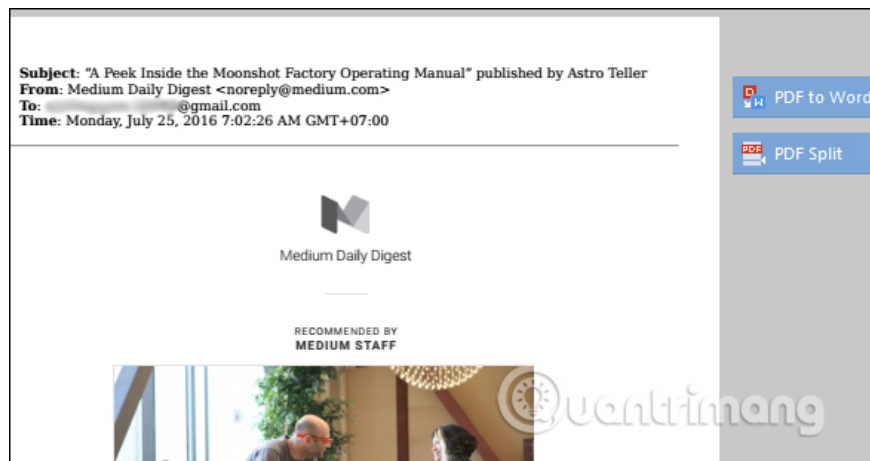 Subject: “A Peek Inside the Moonshot Factory Operating Manual” published by Astro Teller
From: Medium Daily Digest <noreply@medium.com>
To: @gmail.com
Time: Monday, July 25, 2016 7:02:26 AM GMT+07:00
PDF to Word
PDF Split
Medium Daily Digest
RECOMMENDED BY
MEDIUM STAFF
Quantrimang